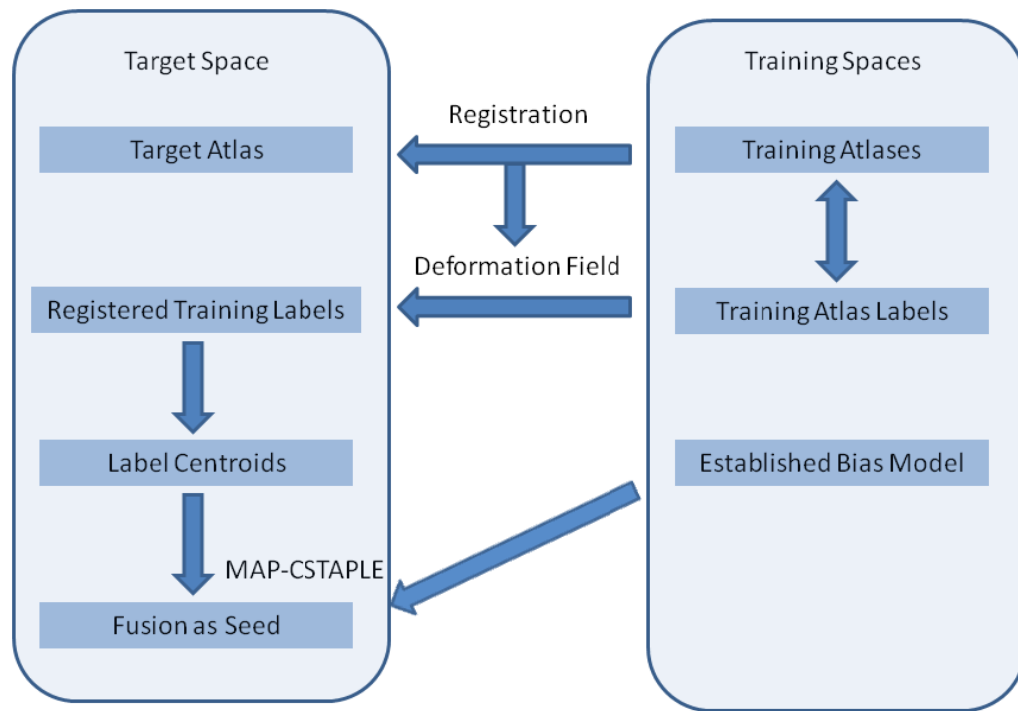 Target Space
Training Spaces
Registration
Target Atlas
Training Atlases
Deformation Field
Registered Training Labels
Training Atlas Labels
Label Centroids
Established Bias Model
MAP-CSTAPLE
Fusion as Seed